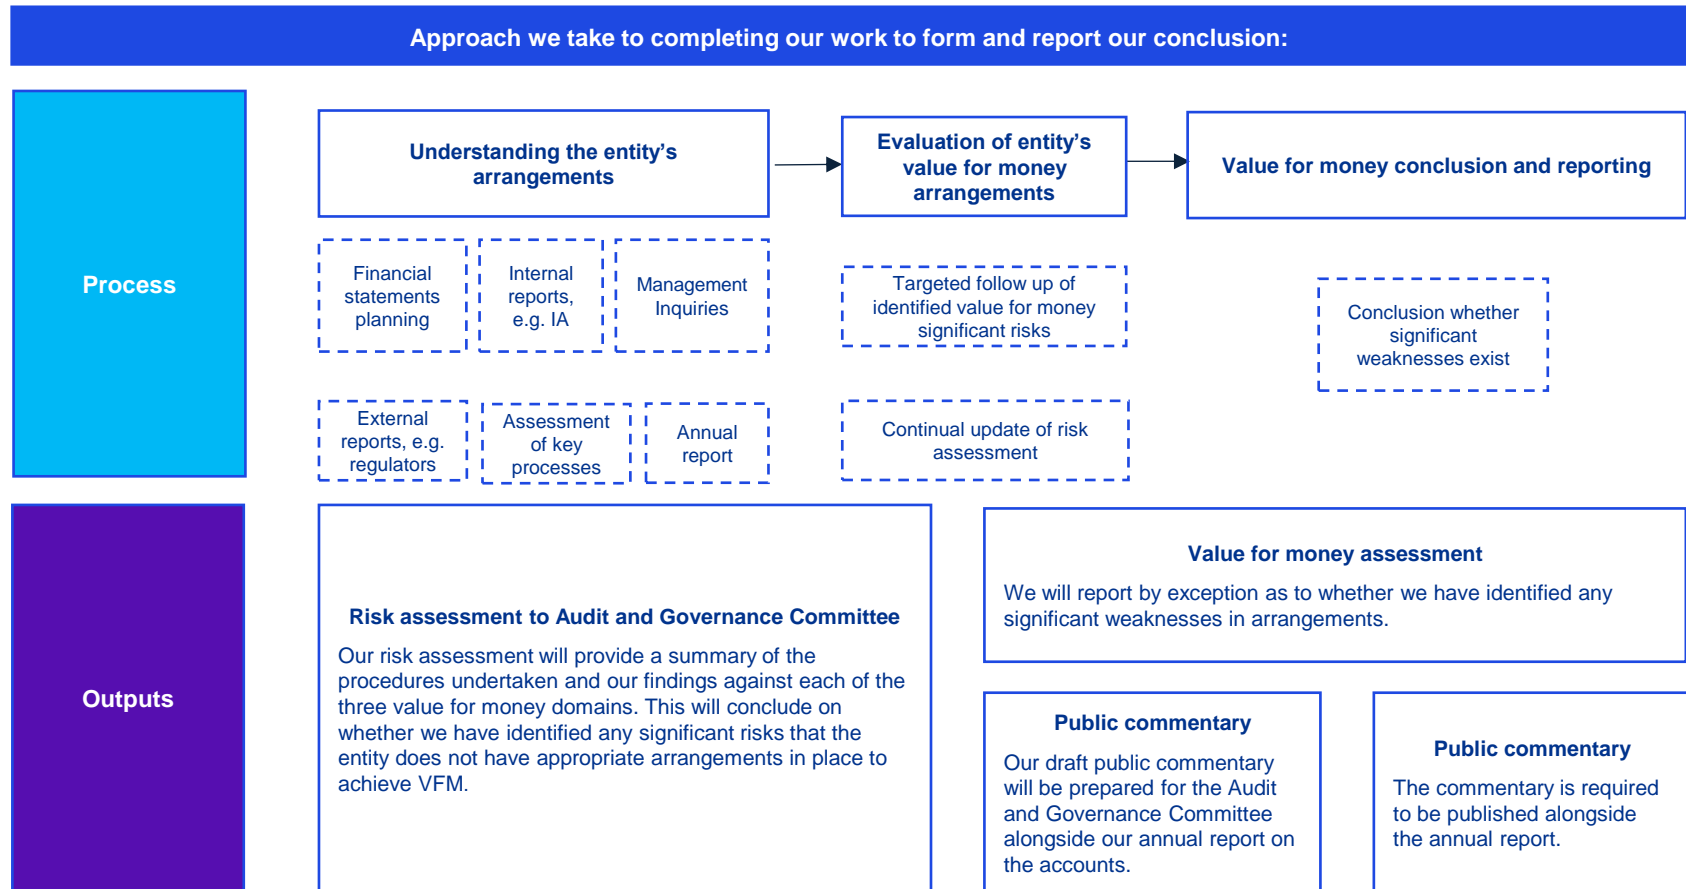 Approach we take to completing our work to form and report our conclusion:
Process
Understanding the entity's
arrangements
Evaluation of entity's
value for money
arrangements
Value for money conclusion and reporting
Financial
statements
planning
Internal
reports,
e.g. IA
Management
Inquiries
Targeted follow up of
identified value for money
significant risks
Conclusion whether
significant
weaknesses exist
External
reports, e.g.
regulators
Assessment
of key
processes
Annual
report
Continual update of risk
assessment
Outputs
Risk assessment to Audit and Governance Committee
Our risk assessment will provide a summary of the
procedures undertaken and our findings against each of the
three value for money domains. This will conclude on
whether we have identified any significant risks that the
entity does not have appropriate arrangements in place to
achieve VFM.
Value for money assessment
We will report by exception as to whether we have identified any
significant weaknesses in arrangements.
Public commentary
Our draft public commentary
will be prepared for the Audit
and Governance Committee
alongside our annual report on
the accounts.
Public commentary
The commentary is required
to be published alongside
the annual report.